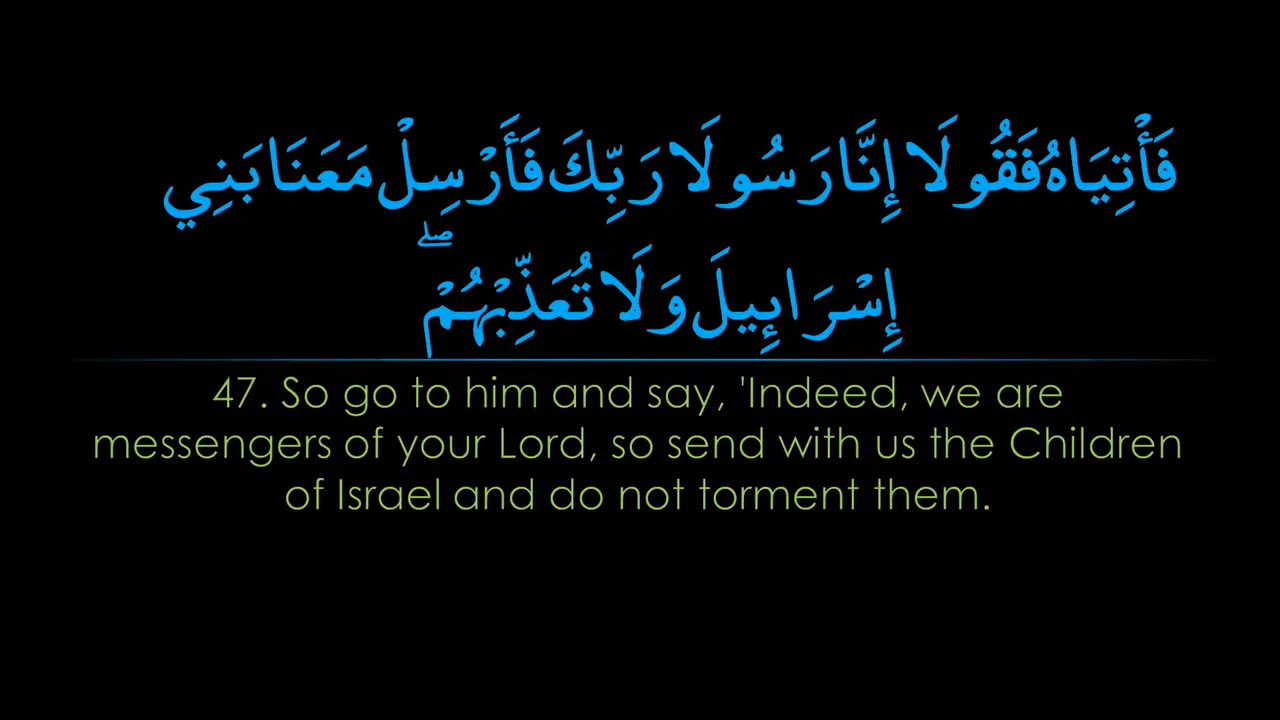 فَأْتِيَاهُ فَقُولَا إِنَّا رَسُولَا رَبِّكَ فَأَرْسِلْ مَعَنَا بَنِي
إِسْرَايِٕيلَ وَلَا تُعَذِّبْهُمْ ۖ
47. So go to him and say, 'Indeed, we are
messengers of your Lord, so send with us the Children
of Israel and do not torment them.